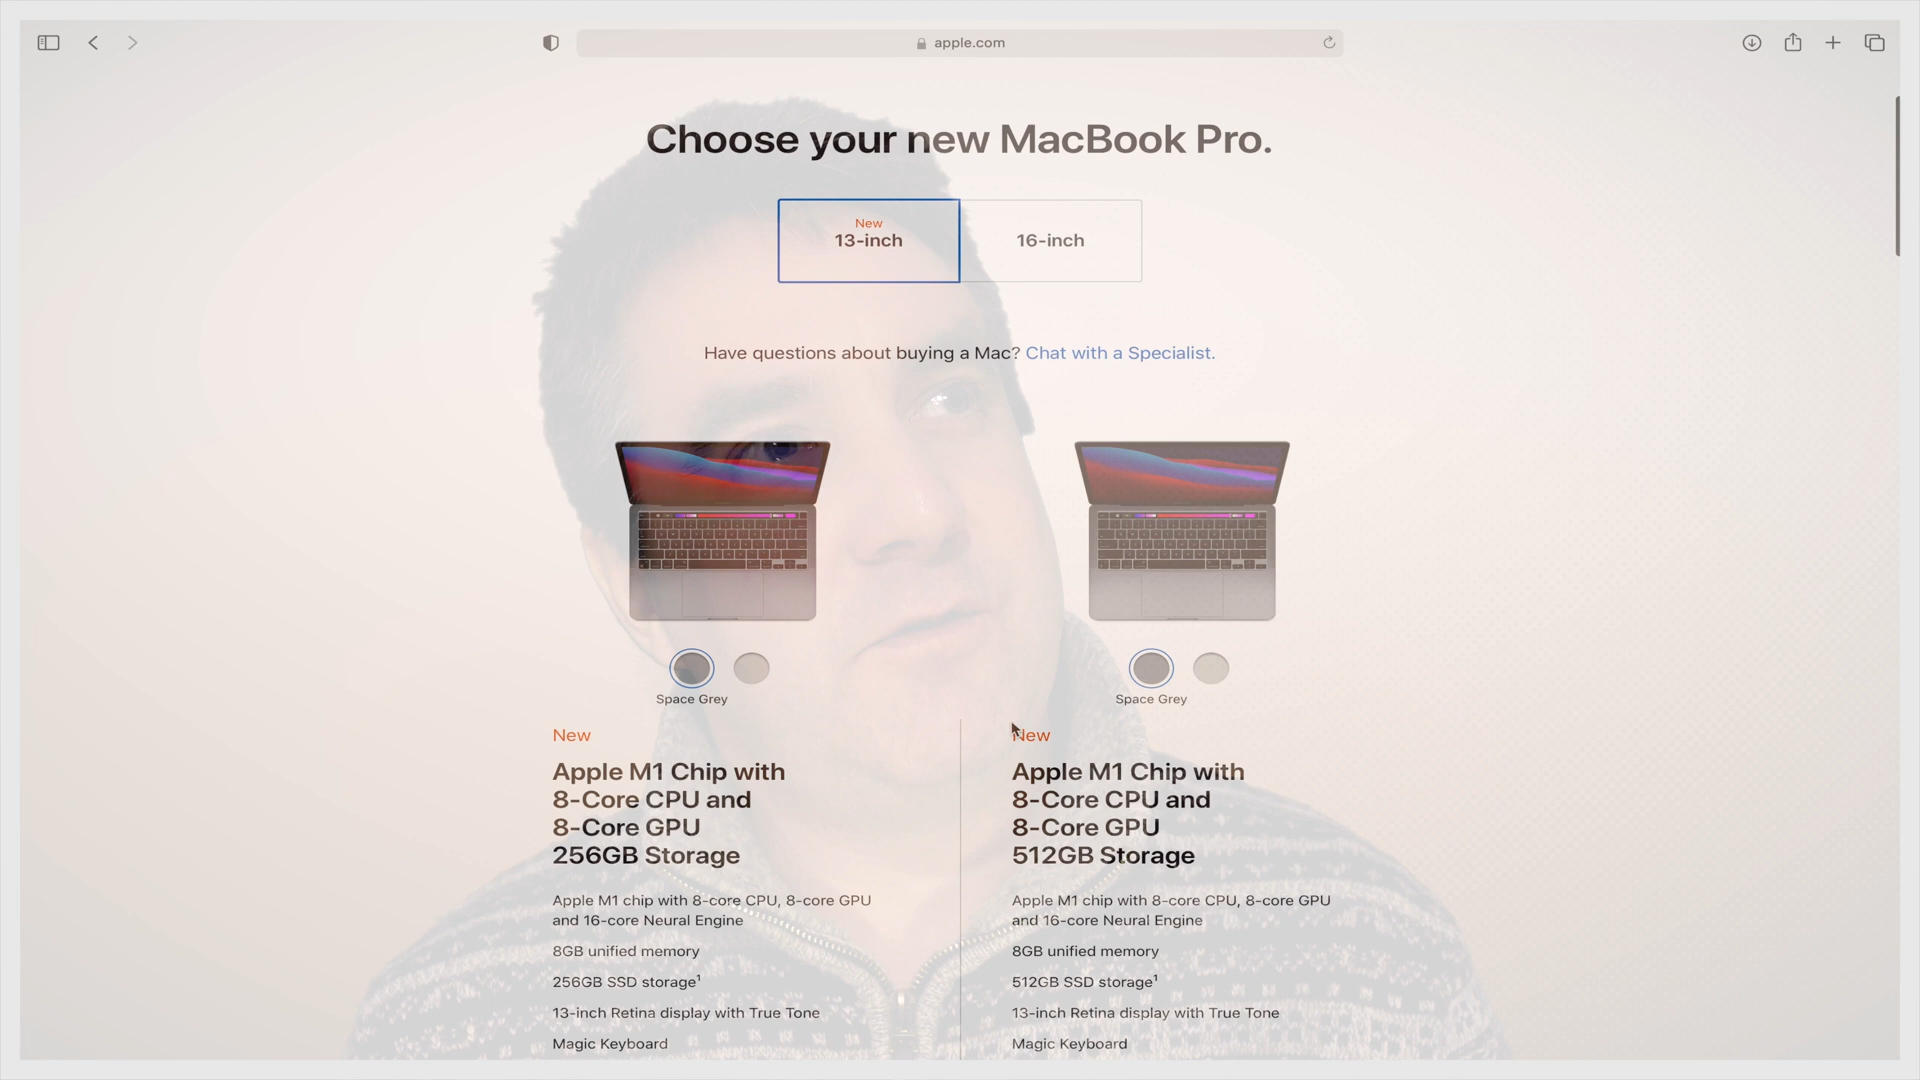 apple.com
Choose your new MacBook Pro.
New
13-inch
16-inch
Have questions about buying a Mac? Chat with a Specialist.
Space Grey
Space Grey
New
Apple M1 Chip with
8-Core CPU and
8-Core GPU
256GB Storage
Apple M1 chip with 8-core CPU, 8-core GPU
and 16-core Neural Engine
8GB unified memory
256GB SSD storage¹
13-inch Retina display with True Tone
Magic Keyboard
New
Apple M1 Chip with
8-Core CPU and
8-Core GPU
512GB Storage
Apple M1 chip with 8-core CPU, 8-core GPU
and 16-core Neural Engine
8GB unified memory
512GB SSD storage¹
13-inch Retina display with True Tone
Magic Keyboard